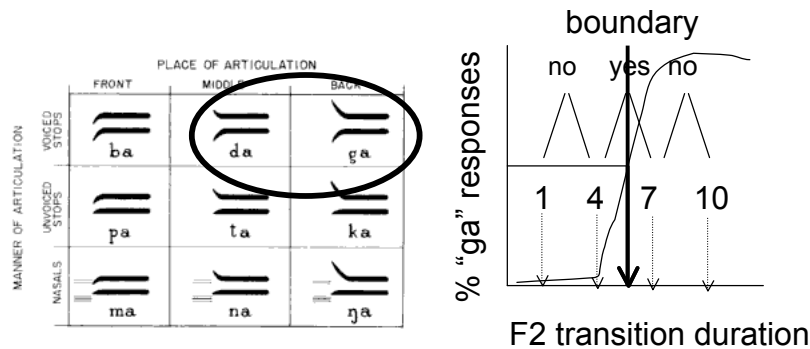 PLACE OF ARTICULATION
FRONT MIDDLE BACK
MANNER OF ARTICULATION
VOICED STOPS
ba da ga
UNVOICED STOPS
pa ta ka
NASALS
ma na ŋa
boundary
no yes no
% “ga” responses
1 4 7 10
F2 transition duration